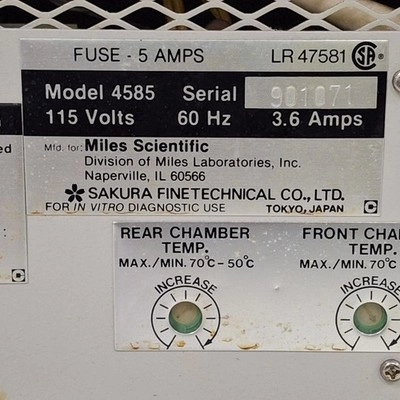 FUSE - 5 AMPS LR 47581 SA ®
Model 4585 Serial 901071
115 Volts 60 Hz 3.6 Amps
Mfd. for: Miles Scientific
Division of Miles Laboratories, Inc.
Naperville, IL 60566
SAKURA FINETECHNICAL CO., LTD.
FOR IN VITRO DIAGNOSTIC USE TOKYO, JAPAN
REAR CHAMBER
TEMP.
MAX./MIN. 70°C - 50°C
INCREASE
FRONT CHA
TEMP.
MAX./MIN. 70°C
INCREASE
ed
: